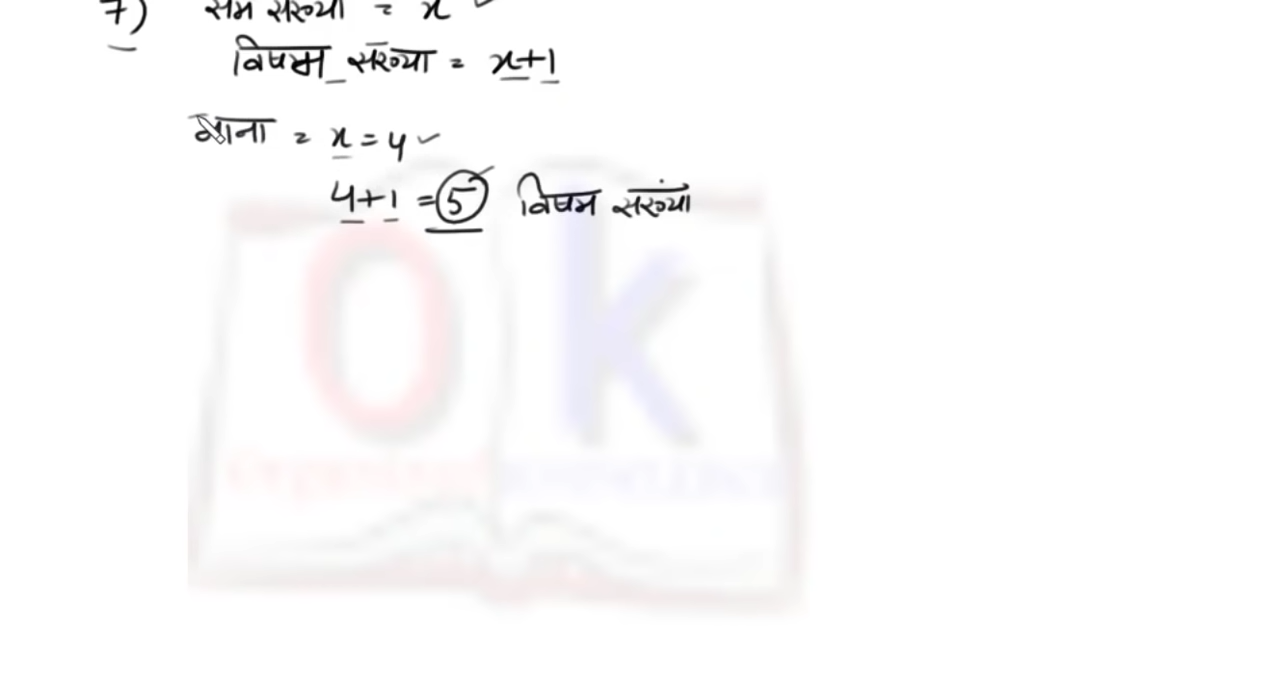 7) सम संख्या = x ✓
विषम संख्या = x+1
माना = x = 4 ✓
4+1 = 5 विषम संख्या
O k